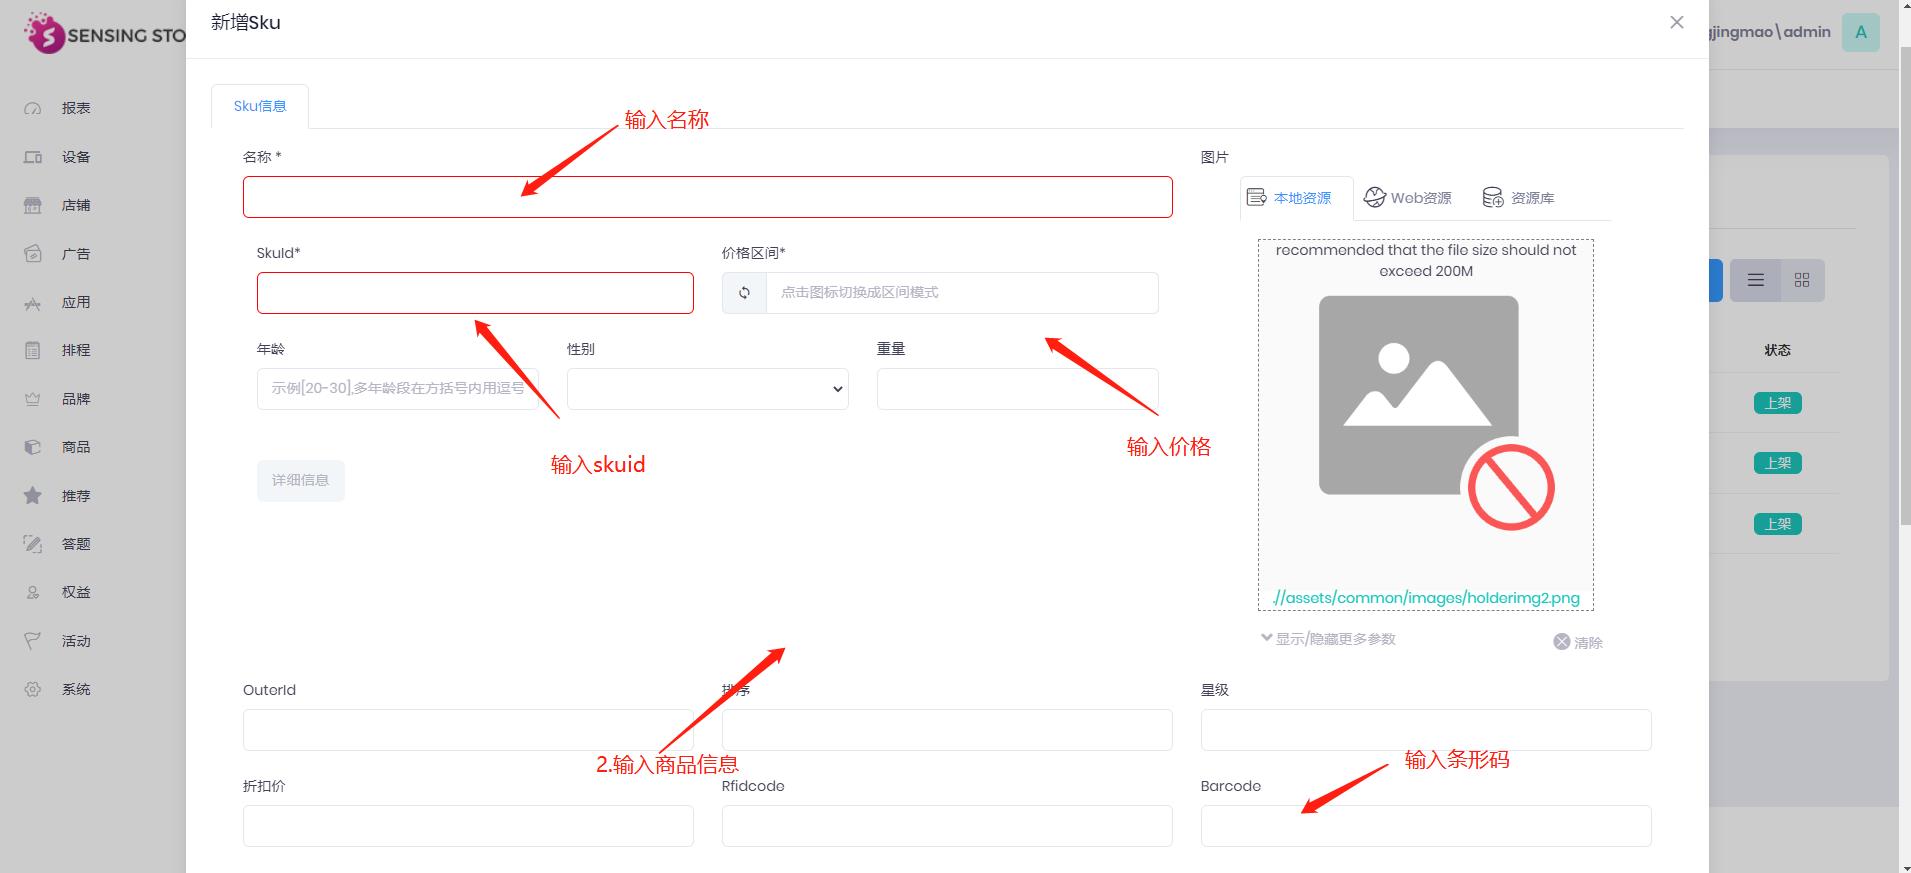 SENSING STO
新增Sku
gjingmao\admin
A
报表
设备
店铺
广告
应用
排程
品牌
商品
推荐
答题
权益
活动
系统
Sku信息
输入名称
名称 *
图片
本地资源
Web资源
资源库
SkuId*
价格区间*
点击图标切换成区间模式
recommended that the file size should not
exceed 200M
年龄
性别
重量
示例[20-30],多年龄段在方括号内用逗号
状态
上架
上架
上架
输入skuid
输入价格
详细信息
.//assets/common/images/holderimg2.png
显示/隐藏更多参数
清除
OuterId
排序
星级
2.输入商品信息
输入条形码
折扣价
Rfidcode
Barcode